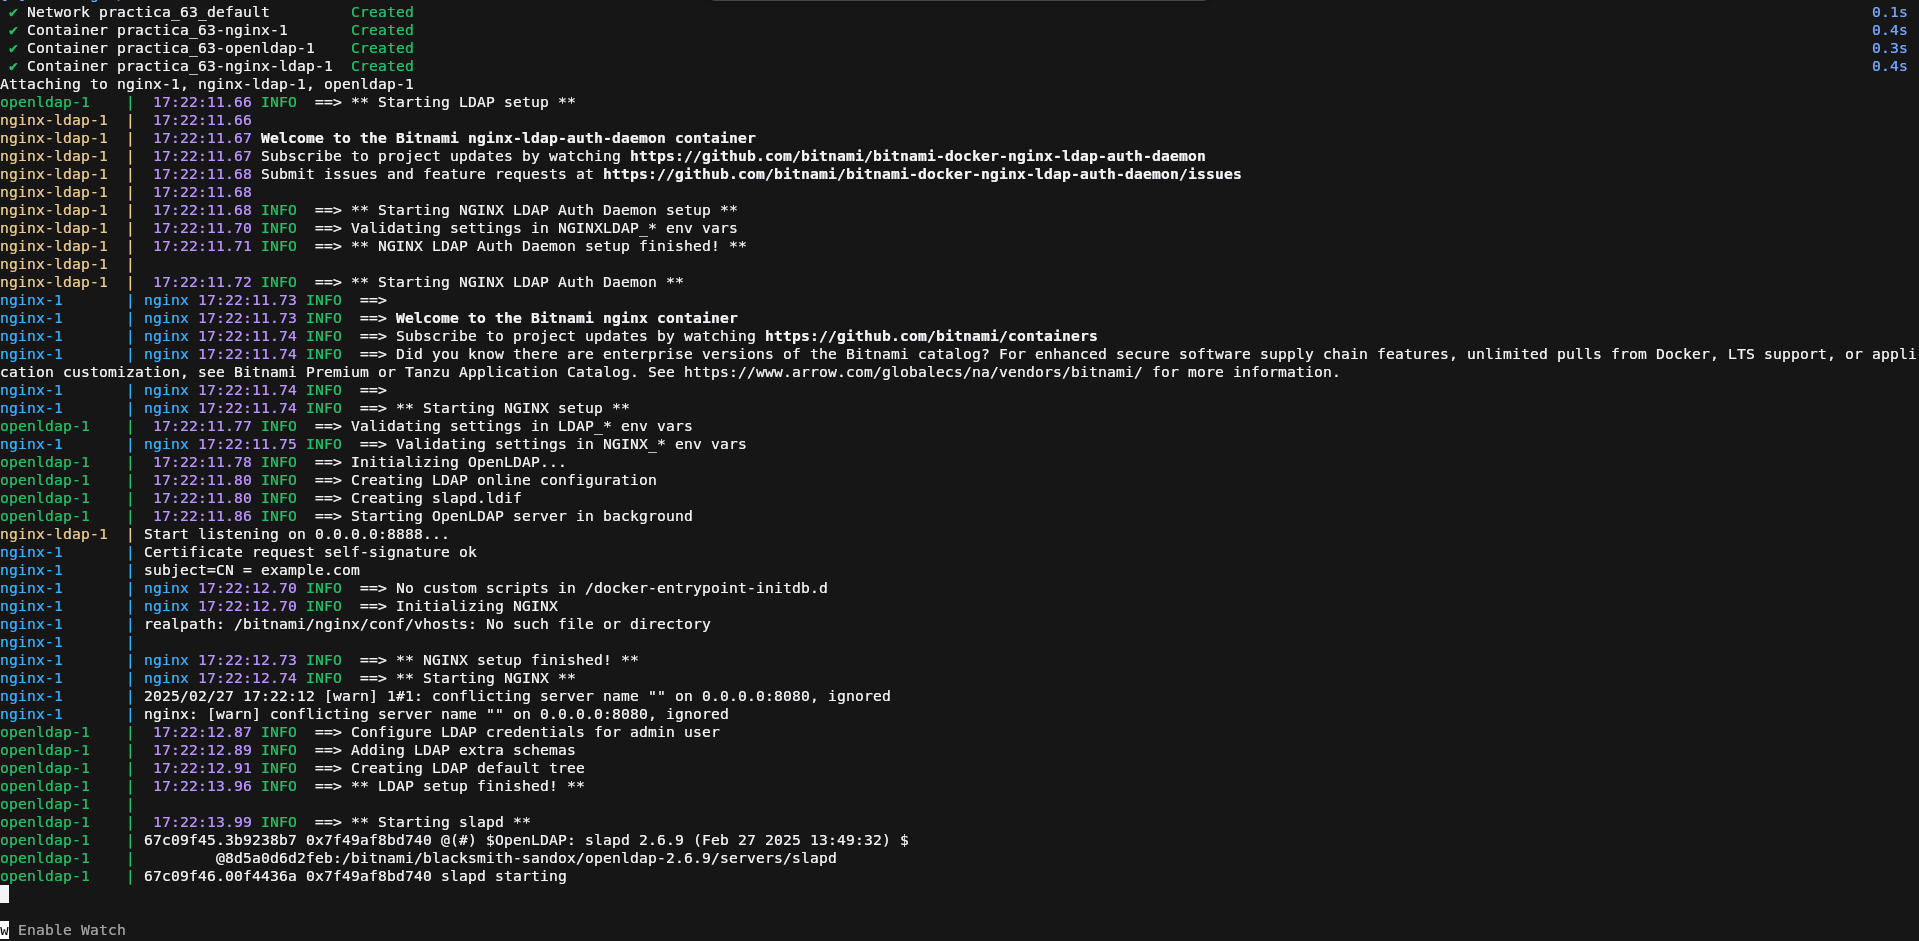 ✔ Network practica_63_default         Created                                      0.1s
✔ Container practica_63-nginx-1       Created                                      0.4s
✔ Container practica_63-openldap-1    Created                                      0.3s
✔ Container practica_63-nginx-ldap-1  Created                                      0.4s
Attaching to nginx-1, nginx-ldap-1, openldap-1
openldap-1    |  17:22:11.66 INFO  ==> ** Starting LDAP setup **
nginx-ldap-1  |  17:22:11.66
nginx-ldap-1  |  17:22:11.67 Welcome to the Bitnami nginx-ldap-auth-daemon container
nginx-ldap-1  |  17:22:11.67 Subscribe to project updates by watching https://github.com/bitnami/bitnami-docker-nginx-ldap-auth-daemon
nginx-ldap-1  |  17:22:11.68 Submit issues and feature requests at https://github.com/bitnami/bitnami-docker-nginx-ldap-auth-daemon/issues
nginx-ldap-1  |  17:22:11.68
nginx-ldap-1  |  17:22:11.68 INFO  ==> ** Starting NGINX LDAP Auth Daemon setup **
nginx-ldap-1  |  17:22:11.70 INFO  ==> Validating settings in NGINXLDAP_* env vars
nginx-ldap-1  |  17:22:11.71 INFO  ==> ** NGINX LDAP Auth Daemon setup finished! **
nginx-ldap-1  |
nginx-ldap-1  |  17:22:11.72 INFO  ==> ** Starting NGINX LDAP Auth Daemon **
nginx-1       | nginx 17:22:11.73 INFO  ==>
nginx-1       | nginx 17:22:11.73 INFO  ==> Welcome to the Bitnami nginx container
nginx-1       | nginx 17:22:11.74 INFO  ==> Subscribe to project updates by watching https://github.com/bitnami/containers
nginx-1       | nginx 17:22:11.74 INFO  ==> Did you know there are enterprise versions of the Bitnami catalog? For enhanced secure software supply chain features, unlimited pulls from Docker, LTS support, or appli
cation customization, see Bitnami Premium or Tanzu Application Catalog. See https://www.arrow.com/globalecs/na/vendors/bitnami/ for more information.
nginx-1       | nginx 17:22:11.74 INFO  ==>
nginx-1       | nginx 17:22:11.74 INFO  ==> ** Starting NGINX setup **
openldap-1    |  17:22:11.77 INFO  ==> Validating settings in LDAP_* env vars
nginx-1       | nginx 17:22:11.75 INFO  ==> Validating settings in NGINX_* env vars
openldap-1    |  17:22:11.78 INFO  ==> Initializing OpenLDAP...
openldap-1    |  17:22:11.80 INFO  ==> Creating LDAP online configuration
openldap-1    |  17:22:11.80 INFO  ==> Creating slapd.ldif
openldap-1    |  17:22:11.86 INFO  ==> Starting OpenLDAP server in background
nginx-ldap-1  | Start listening on 0.0.0.0:8888...
nginx-1       | Certificate request self-signature ok
nginx-1       | subject=CN = example.com
nginx-1       | nginx 17:22:12.70 INFO  ==> No custom scripts in /docker-entrypoint-initdb.d
nginx-1       | nginx 17:22:12.70 INFO  ==> Initializing NGINX
nginx-1       | realpath: /bitnami/nginx/conf/vhosts: No such file or directory
nginx-1       |
nginx-1       | nginx 17:22:12.73 INFO  ==> ** NGINX setup finished! **
nginx-1       | nginx 17:22:12.74 INFO  ==> ** Starting NGINX **
nginx-1       | 2025/02/27 17:22:12 [warn] 1#1: conflicting server name "" on 0.0.0.0:8080, ignored
nginx-1       | nginx: [warn] conflicting server name "" on 0.0.0.0:8080, ignored
openldap-1    |  17:22:12.87 INFO  ==> Configure LDAP credentials for admin user
openldap-1    |  17:22:12.89 INFO  ==> Adding LDAP extra schemas
openldap-1    |  17:22:12.91 INFO  ==> Creating LDAP default tree
openldap-1    |  17:22:13.96 INFO  ==> ** LDAP setup finished! **
openldap-1    |
openldap-1    |  17:22:13.99 INFO  ==> ** Starting slapd **
openldap-1    | 67c09f45.3b9238b7 0x7f49af8bd740 @(#) $OpenLDAP: slapd 2.6.9 (Feb 27 2025 13:49:32) $
openldap-1    |         @8d5a0d6d2feb:/bitnami/blacksmith-sandox/openldap-2.6.9/servers/slapd
openldap-1    | 67c09f46.00f4436a 0x7f49af8bd740 slapd starting
w Enable Watch